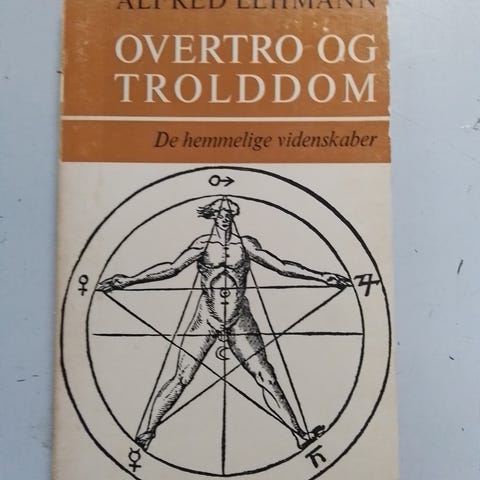 ALFRED LEHMANN
OVERTRO OG
TROLDDOM
De hemmelige videnskaber